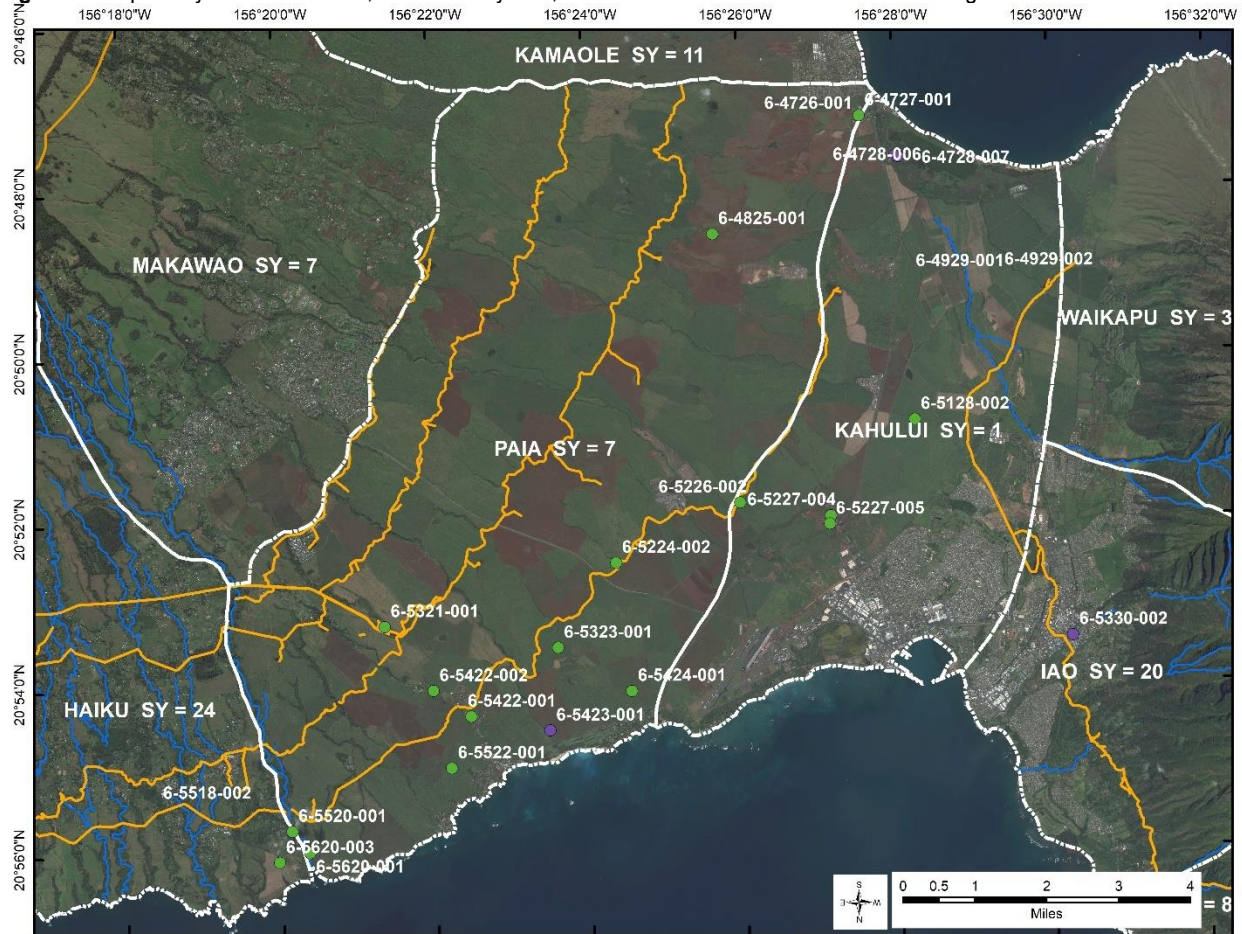 156°18'0"W 156°20'0"W 156°22'0"W 156°24'0"W 156°26'0"W 156°28'0"W 156°30'0"W 156°32'0"W
20°46'0"N
KAMAOLE SY = 11
6-4726-001 6-4727-001
6-4728-006 6-4728-007
20°48'0"N
6-4825-001
MAKAWAO SY = 7
6-4929-001 6-4929-002
WAIKAPU SY = 3
20°50'0"N
6-5128-002
KAHULUI SY = 1
PAIA SY = 7
6-5226-002
6-5227-004
6-5227-005
20°52'0"N
6-5224-002
6-5321-001
6-5330-002
6-5323-001
IAO SY = 20
6-5422-002
6-5424-001
20°54'0"N
HAIKU SY = 24
6-5422-001
6-5423-001
6-5522-001
6-5518-002
6-5520-001
6-5620-003
20°56'0"N
6-5620-001
S
E W
N
0 0.5 1 2 3 4
Miles
= 8